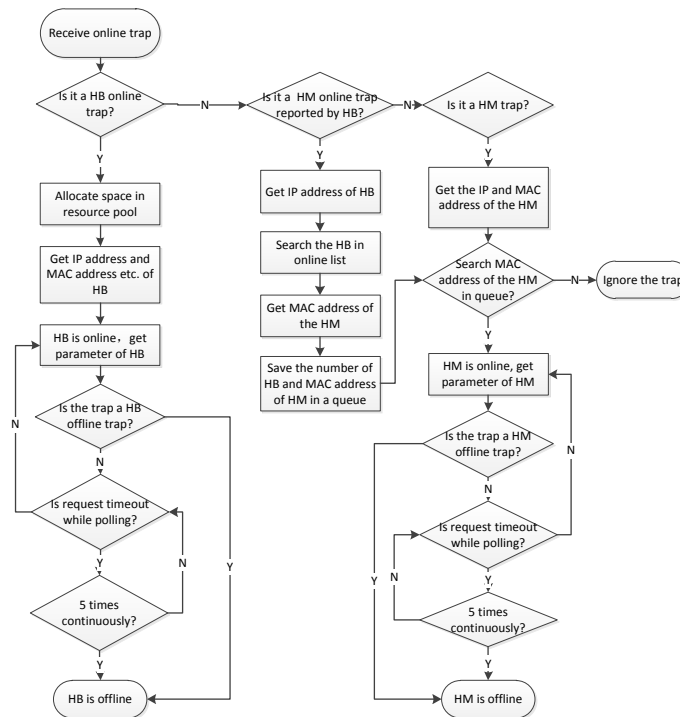 Receive online trap
Is it a HB online
trap?
N
Is it a HM online trap
reported by HB?
N
Is it a HM trap?
Y
Y
Y
Allocate space in
resource pool
Get IP address of HB
Get the IP and MAC
address of the HM
Get IP address and
MAC address etc. of
HB
Search the HB in
online list
Search MAC
address of the HM
in queue?
N
Ignore the trap
Get MAC address of
the HM
HB is online, get
parameter of HB
Y
Save the number of
HB and MAC address
of HM in a queue
HM is online, get
parameter of HM
Is the trap a HB
offline trap?
N
Is the trap a HM
offline trap?
N
N
N
Is request timeout
while polling?
Is request timeout
while polling?
Y
N
Y
Y
N
Y
5 times
continuously?
5 times
continuously?
Y
Y
HB is offline
HM is offline